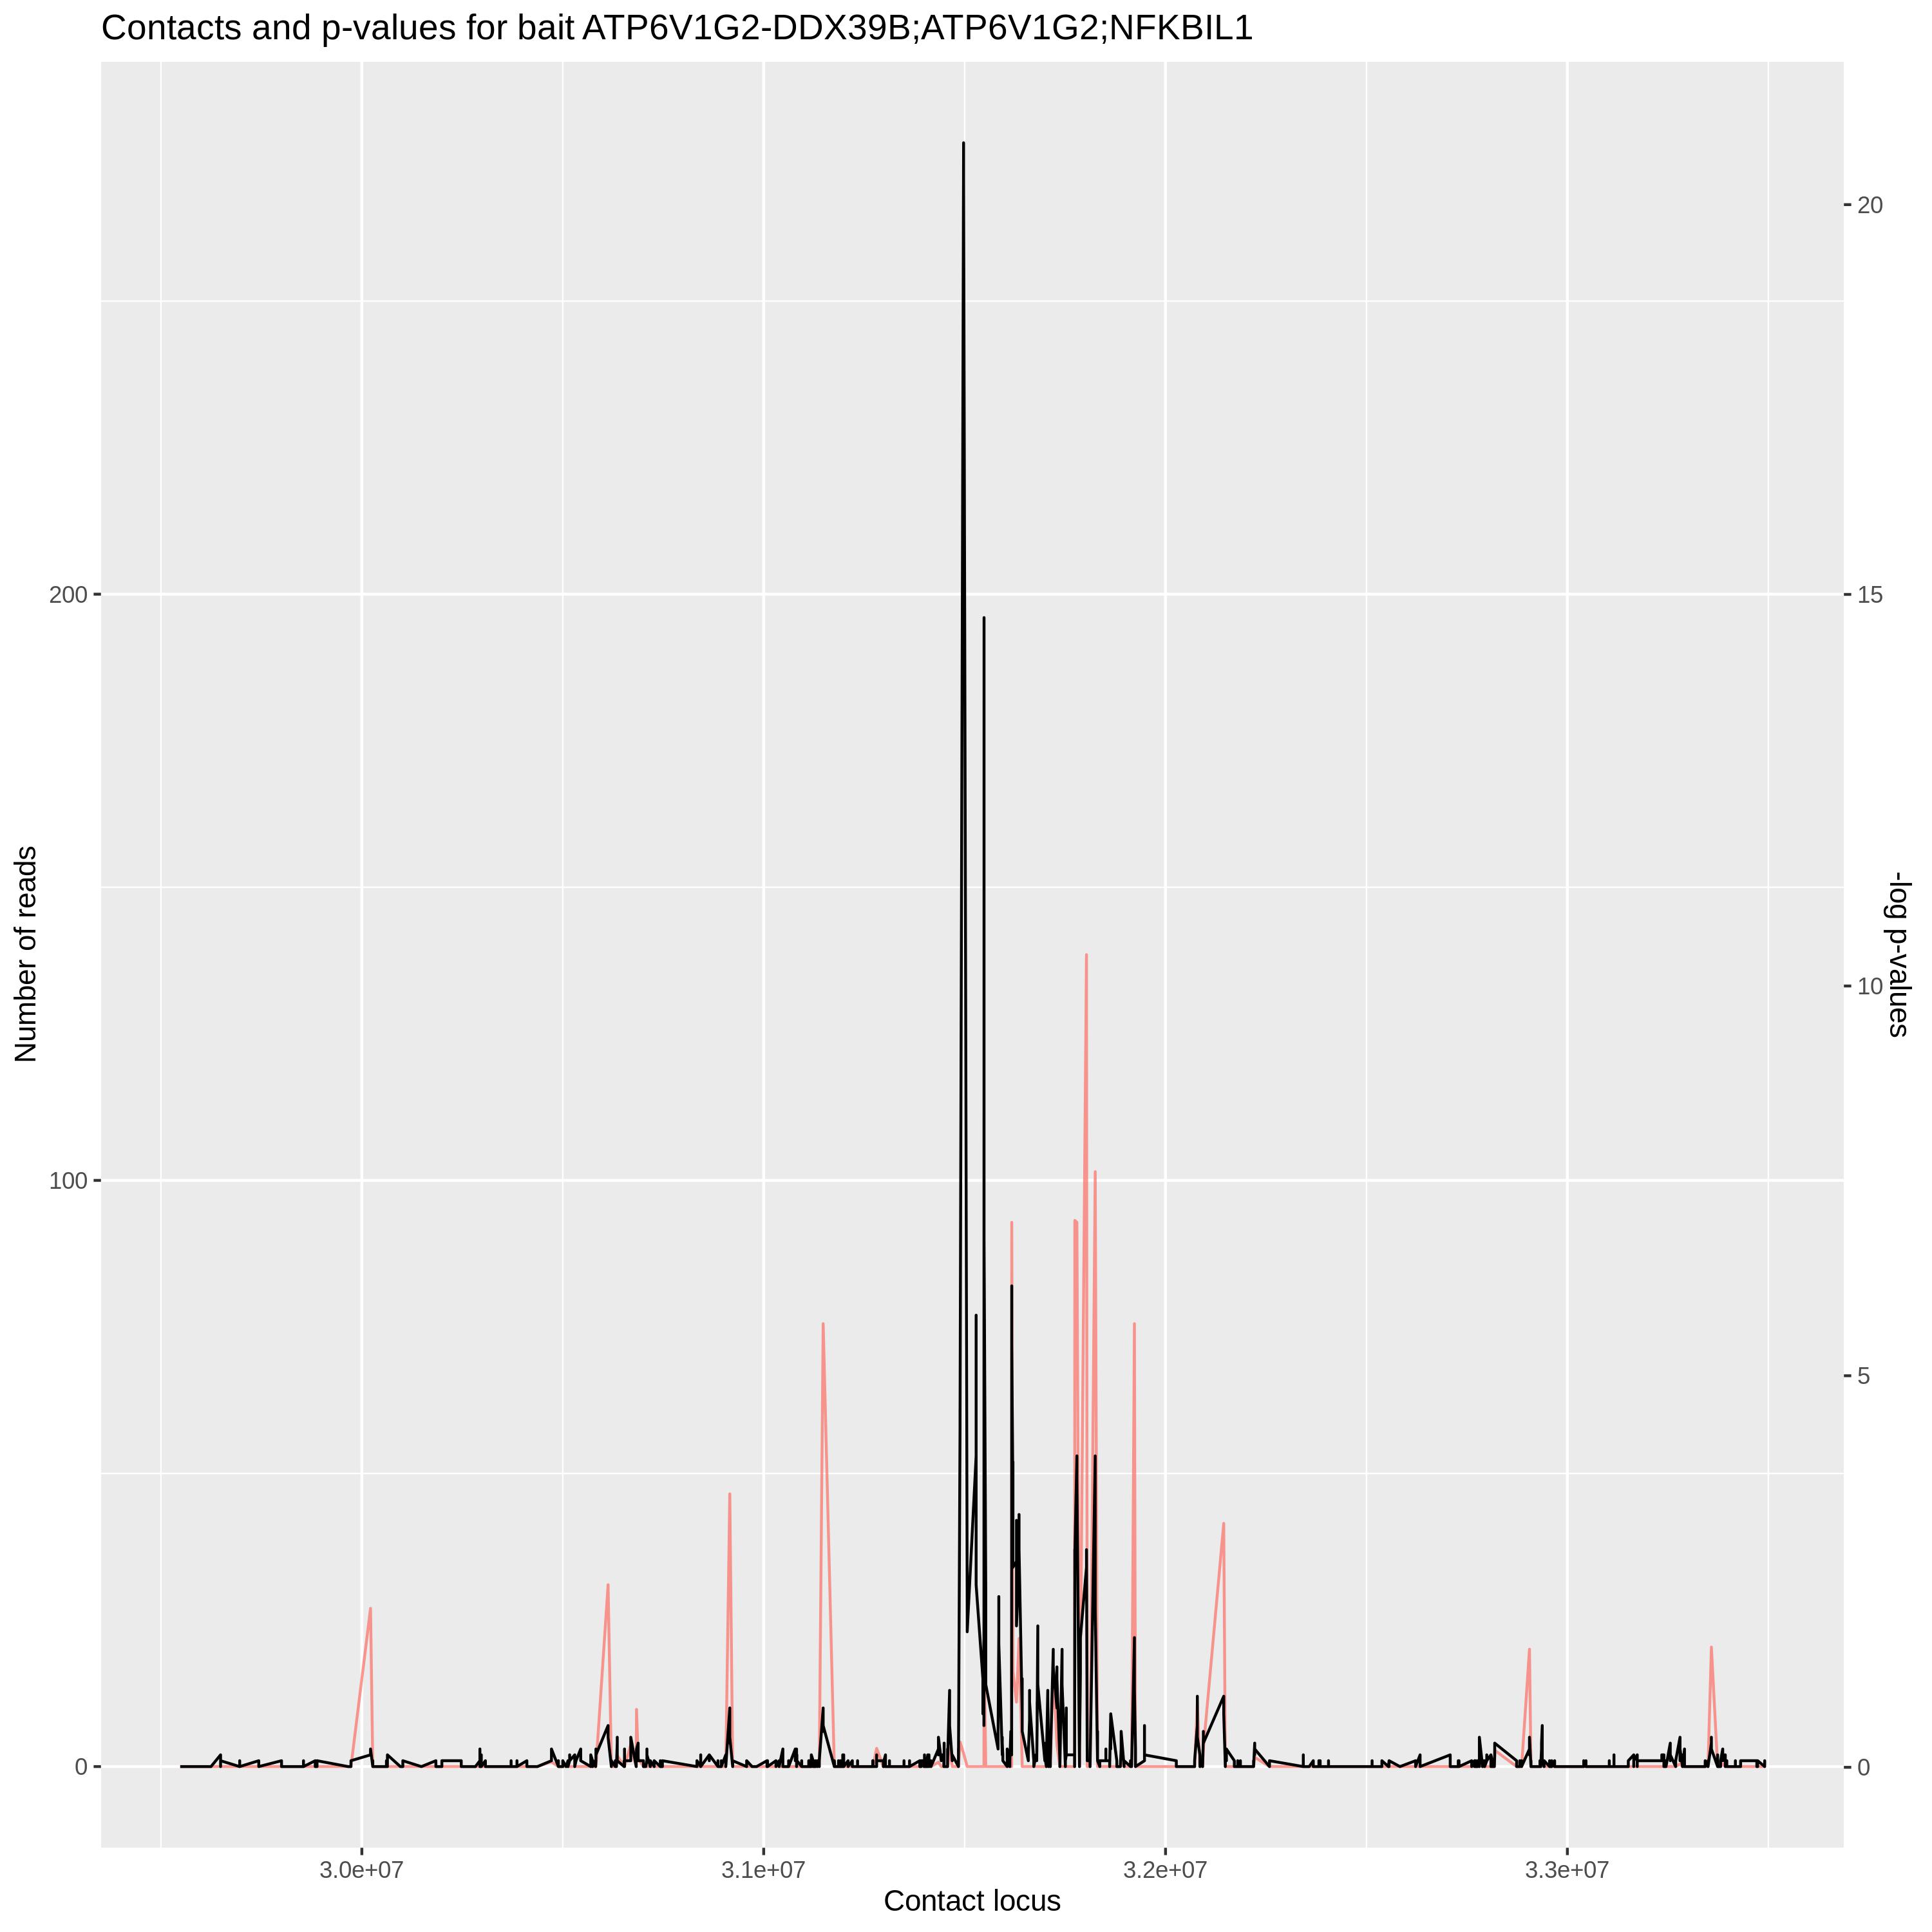 Contacts and p-values for bait ATP6V1G2-DDX39B;ATP6V1G2;NFKBIL1
Number of reads
200
100
0
20
15
10
5
0
-log p-values
3.0e+07
3.1e+07
3.2e+07
3.3e+07
Contact locus